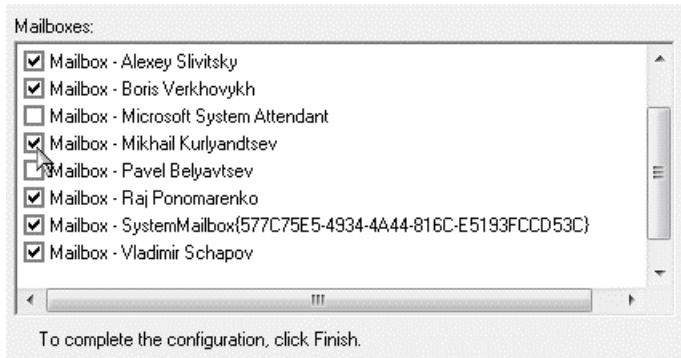 Mailboxes:
Mailbox - Alexey Slivitsky
Mailbox - Boris Verkhovykh
Mailbox - Microsoft System Attendant
Mailbox - Mikhail Kurlyandtsev
Mailbox - Pavel Belyavtsev
Mailbox - Raj Ponomarenko
Mailbox - SystemMailbox{577C75E5-4934-4A44-816C-E5193FCCD53C}
Mailbox - Vladimir Schapov
To complete the configuration, click Finish.